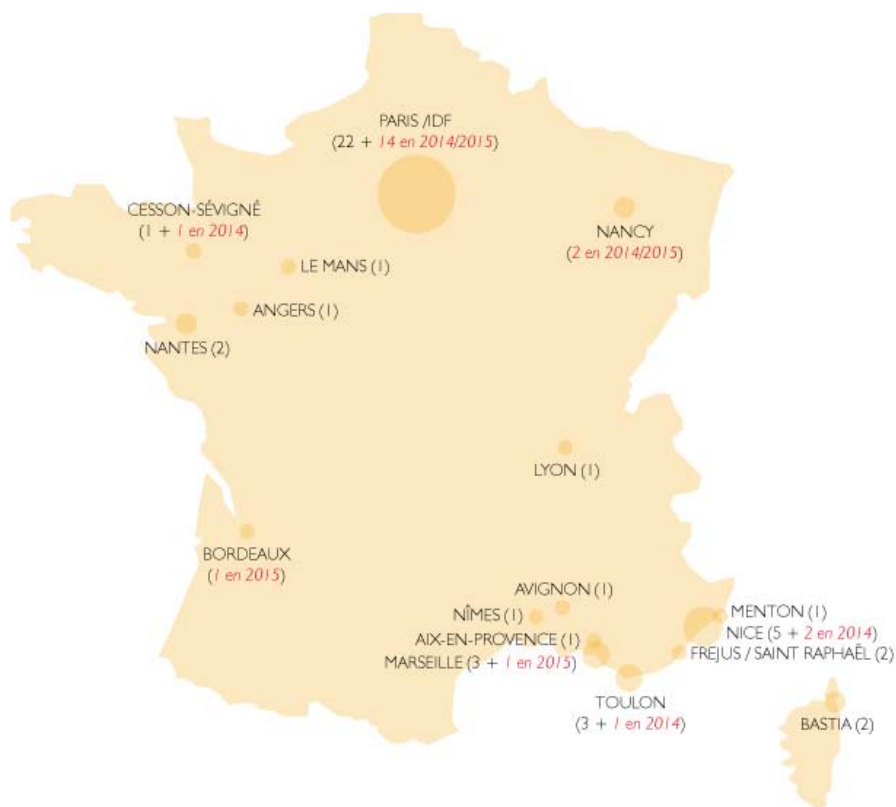 PARIS /IDF
(22 + 14 en 2014/2015)
CESSON-SÉVIGNÉ
(1 + 1 en 2014)
NANCY
(2 en 2014/2015)
LE MANS (1)
ANGERS (1)
NANTES (2)
LYON (1)
BORDEAUX
(1 en 2015)
AVIGNON (1)
NÎMES (1)
MENTON (1)
NICE (5 + 2 en 2014)
AIX-EN-PROVENCE (1)
FREJUS / SAINT RAPHAËL (2)
MARSEILLE (3 + 1 en 2015)
TOULON
(3 + 1 en 2014)
BASTIA (2)